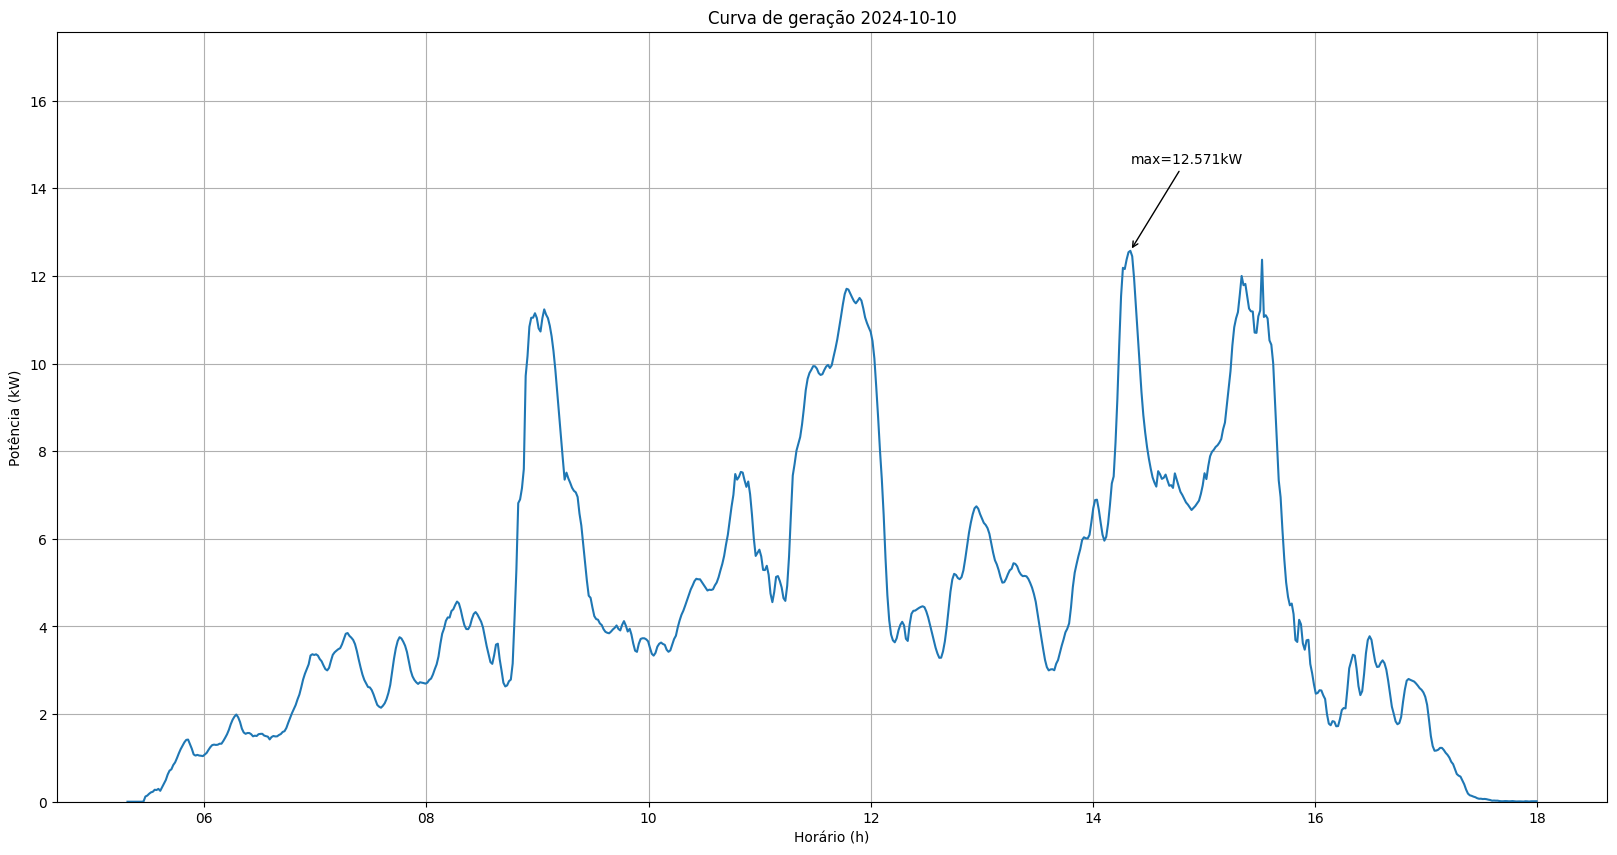 Curva de geração 2024-10-10
16
max=12.571kW
14
12
10
8
Potência (kW)
6
4
2
0
06 08 10 12 14 16 18
Horário (h)